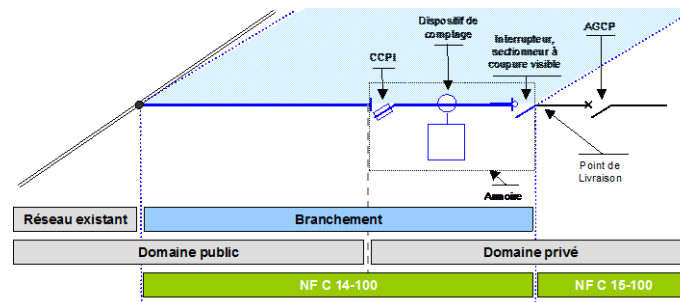 Dispositif de
comptage
Interrupteur,
sectionneur à
coupure visible
AGCP
CCPI
Point de
Livraison
Armoire
Réseau existant
Branchement
Domaine public
Domaine privé
NF C 14-100
NF C 15-100